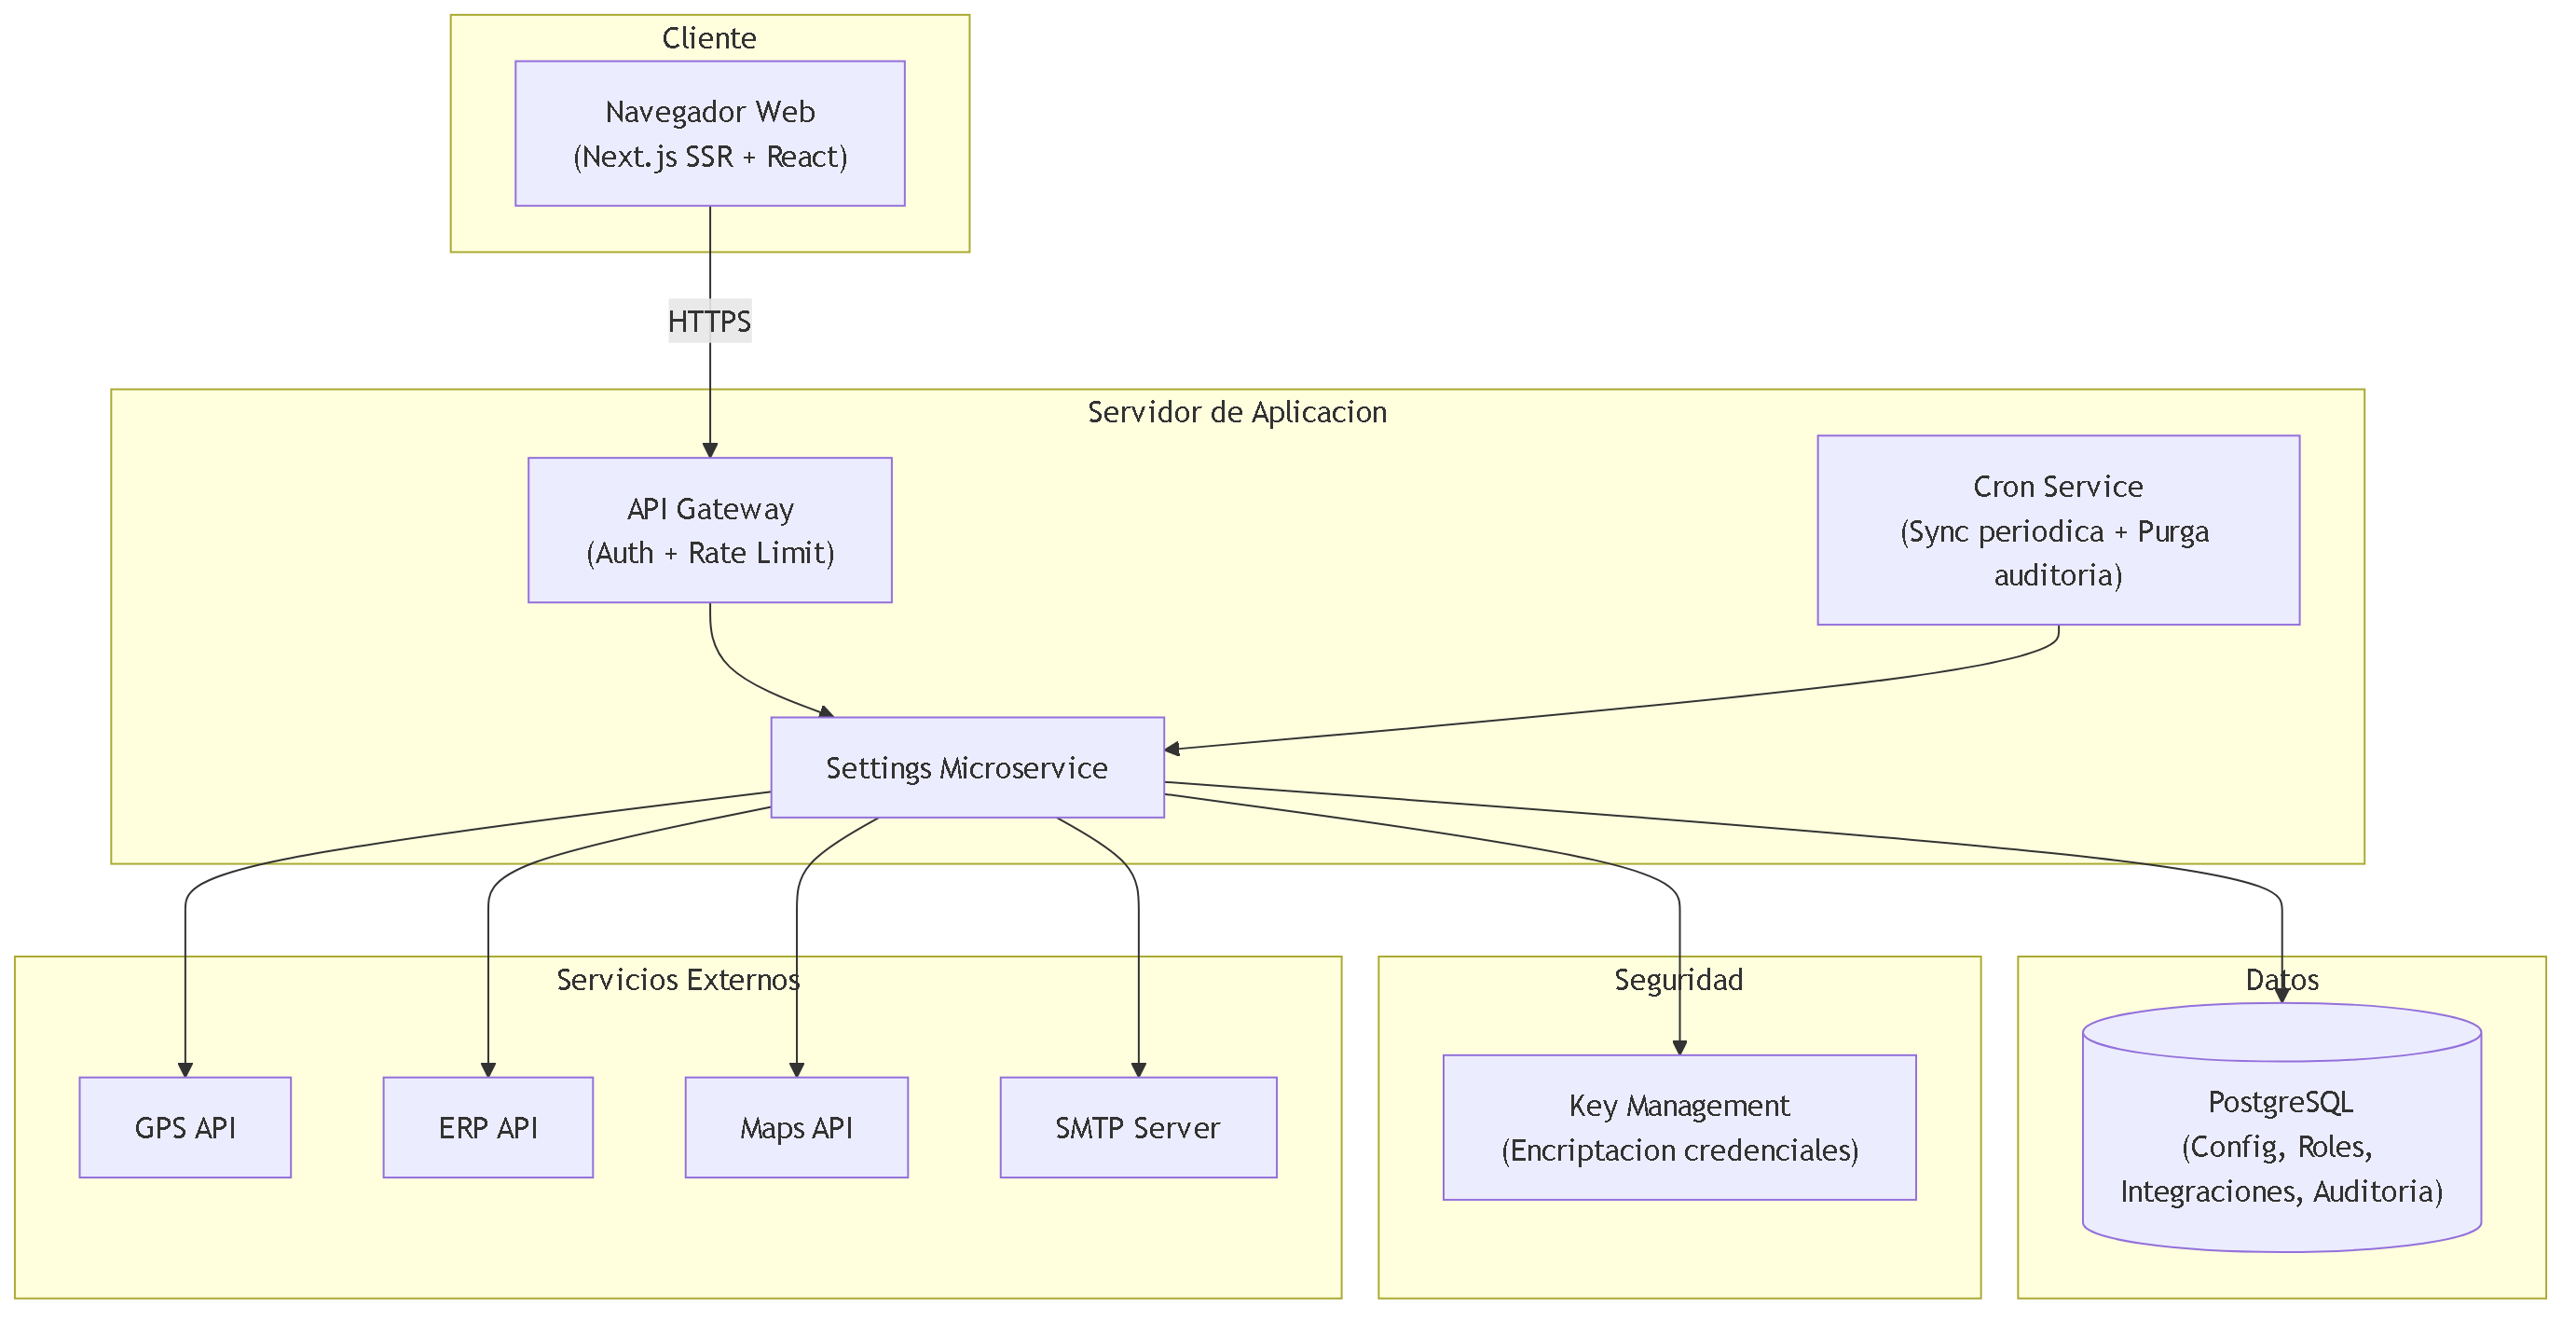 Cliente
Navegador Web
(Next.js SSR + React)
HTTPS
Servidor de Aplicacion
API Gateway
(Auth + Rate Limit)
Cron Service
(Sync periodica + Purga
auditoria)
Settings Microservice
Servicios Externos
GPS API
ERP API
Maps API
SMTP Server
Seguridad
Key Management
(Encriptacion credenciales)
Datos
PostgreSQL
(Config, Roles,
Integraciones, Auditoria)